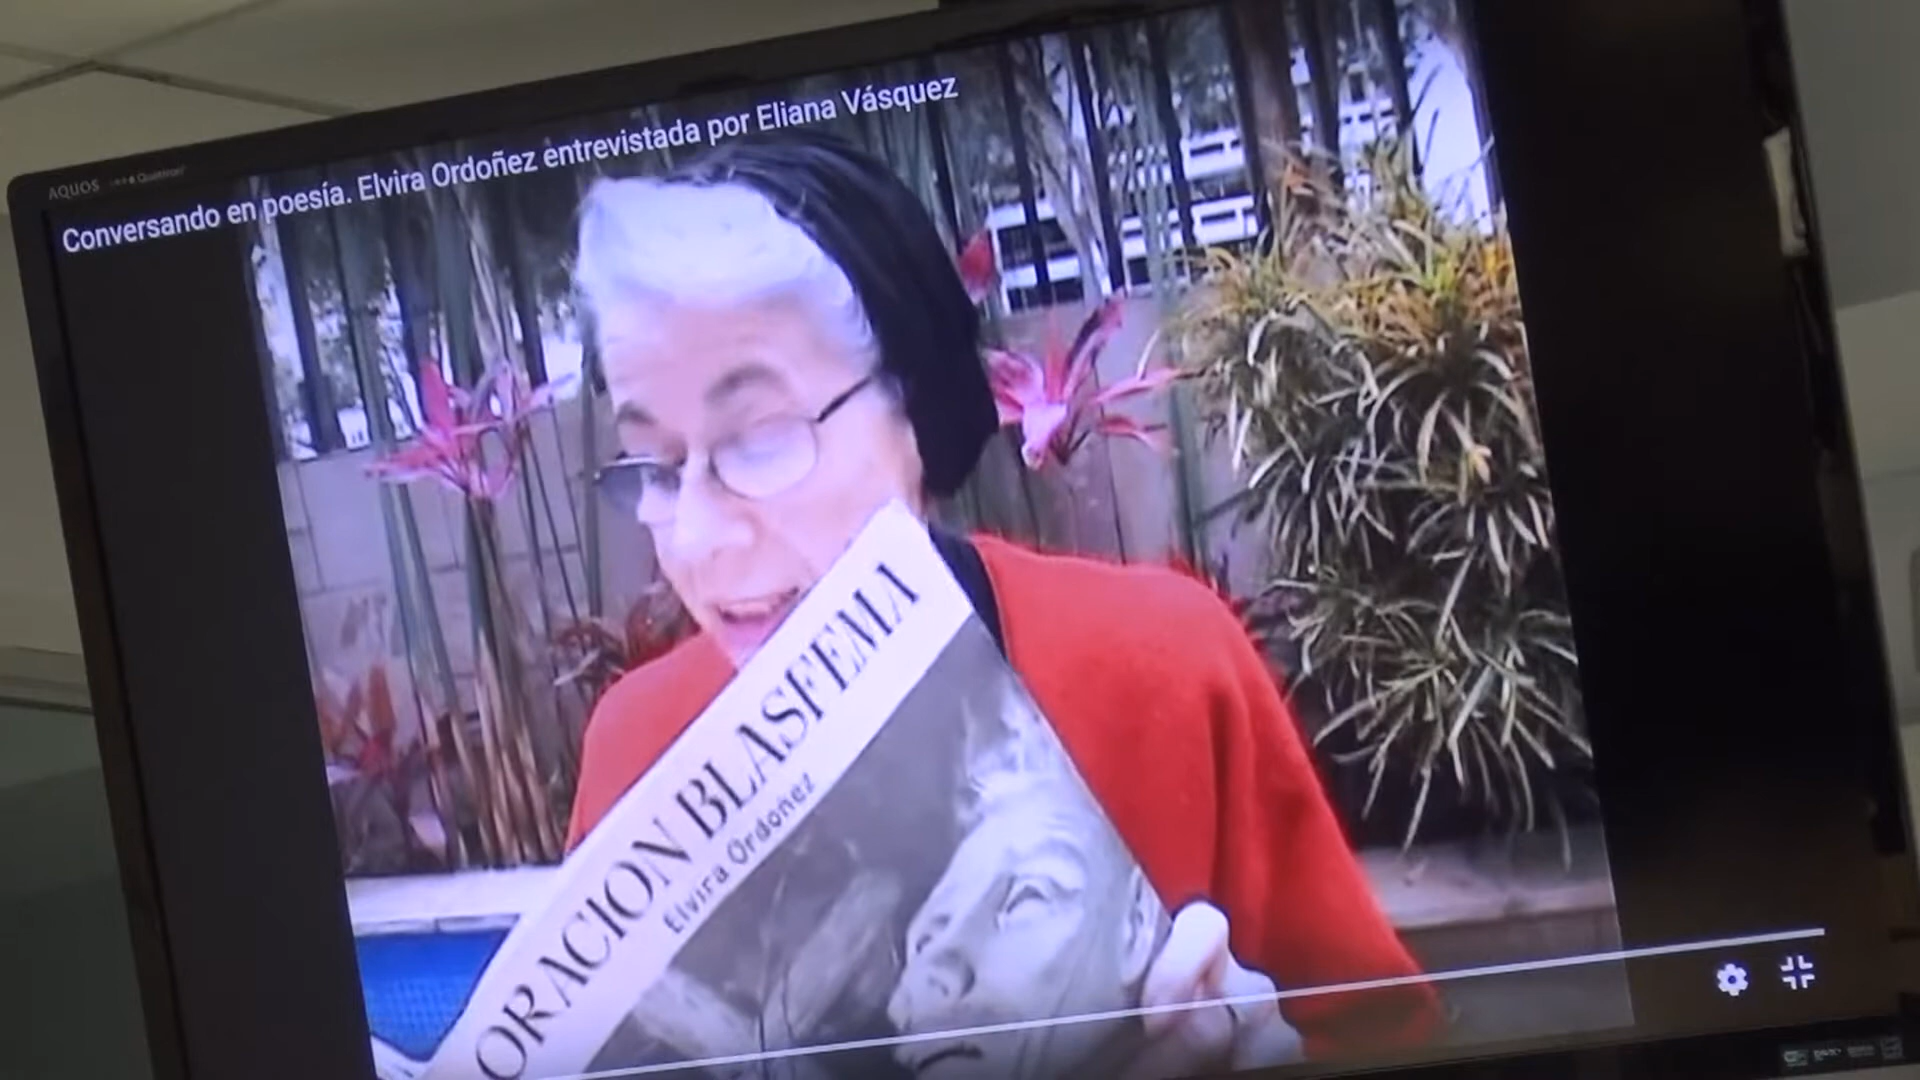 AQUOS
Conversando en poesía. Elvira Ordoñez entrevistada por Eliana Vásquez
ORACION BLASFEMA
Elvira Ordoñez